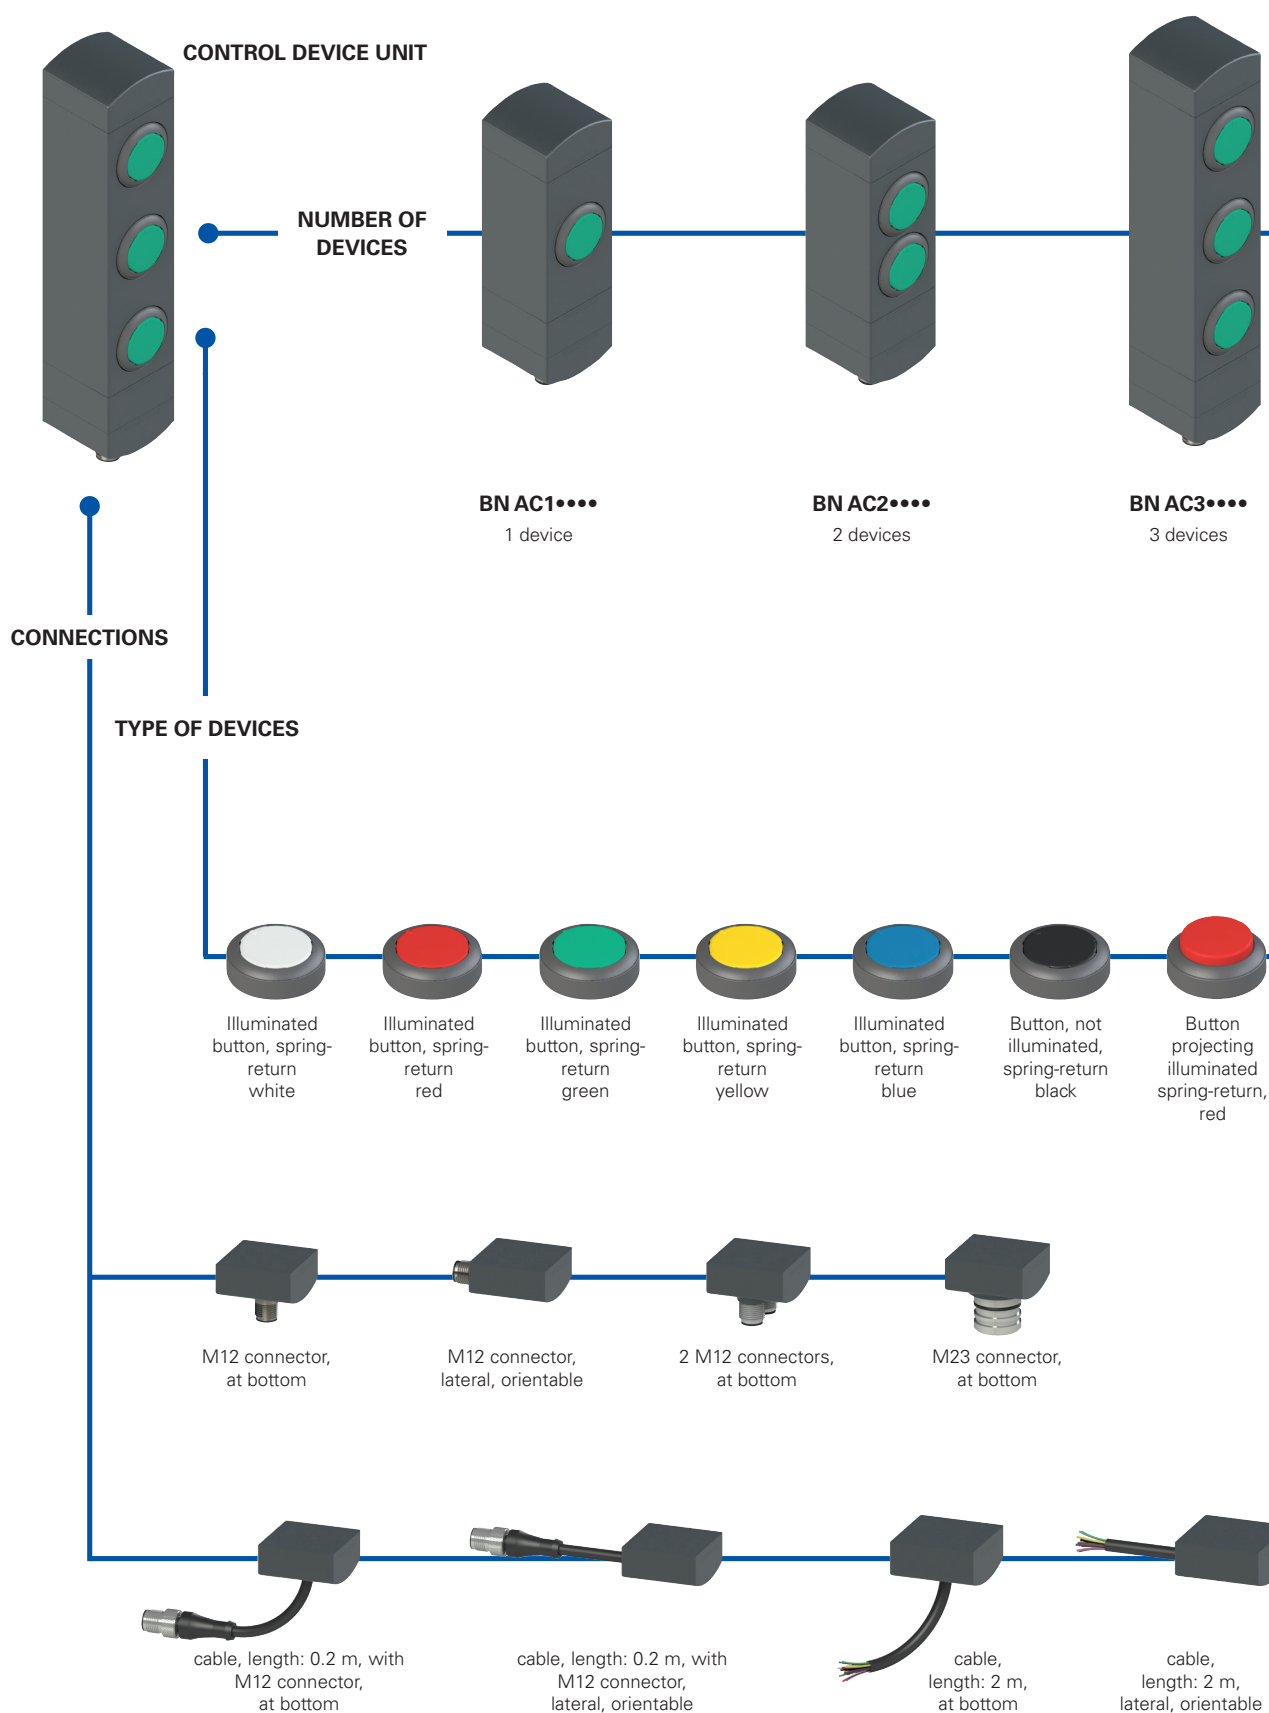 CONTROL DEVICE UNIT
NUMBER OF
DEVICES
BN AC1••••
1 device
BN AC2••••
2 devices
BN AC3••••
3 devices
CONNECTIONS
TYPE OF DEVICES
Illuminated
button, spring-
return
white
Illuminated
button, spring-
return
red
Illuminated
button, spring-
return
green
Illuminated
button, spring-
return
yellow
Illuminated
button, spring-
return
blue
Button, not
illuminated,
spring-return
black
Button
projecting
illuminated
spring-return,
red
M12 connector,
at bottom
M12 connector,
lateral, orientable
2 M12 connectors,
at bottom
M23 connector,
at bottom
cable, length: 0.2 m, with
M12 connector,
at bottom
cable, length: 0.2 m, with
M12 connector,
lateral, orientable
cable,
length: 2 m,
at bottom
cable,
length: 2 m,
lateral, orientable